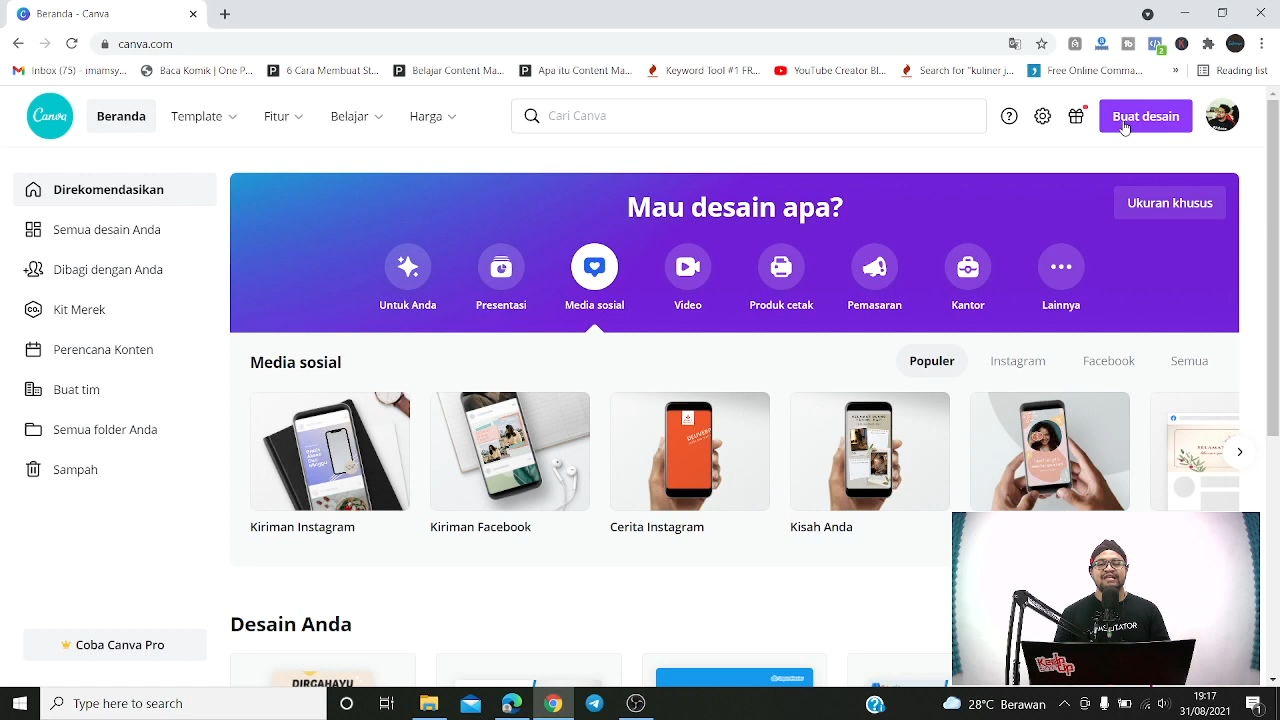 Beranda - Canva
canva.com
2
Inbox (75) - imamsy...
Baca Komik | One P...
6 Cara Membuat St...
Belajar Content Ma...
Apa itu Content Ma...
Keyword Tool #1 FR...
YouTube Creator Bl...
Search for "kuliner j...
Free Online Comma...
»
Reading list
Canva
Beranda
Template
Fitur
Belajar
Harga
Cari Canva
Buat desain
Direkomendasikan
Semua desain Anda
Dibagi dengan Anda
Kit Merek
Perencana Konten
Buat tim
Semua folder Anda
Sampah
Coba Canva Pro
Mau desain apa?
Ukuran khusus
Untuk Anda
Presentasi
Media sosial
Video
Produk cetak
Pemasaran
Kantor
Lainnya
Media sosial
Populer
Instagram
Facebook
Semua
Kiriman Instagram
Kiriman Facebook
Cerita Instagram
Kisah Anda
Desain Anda
DIRGAHAYU
Type here to search
28°C Berawan
19:17
31/08/2021